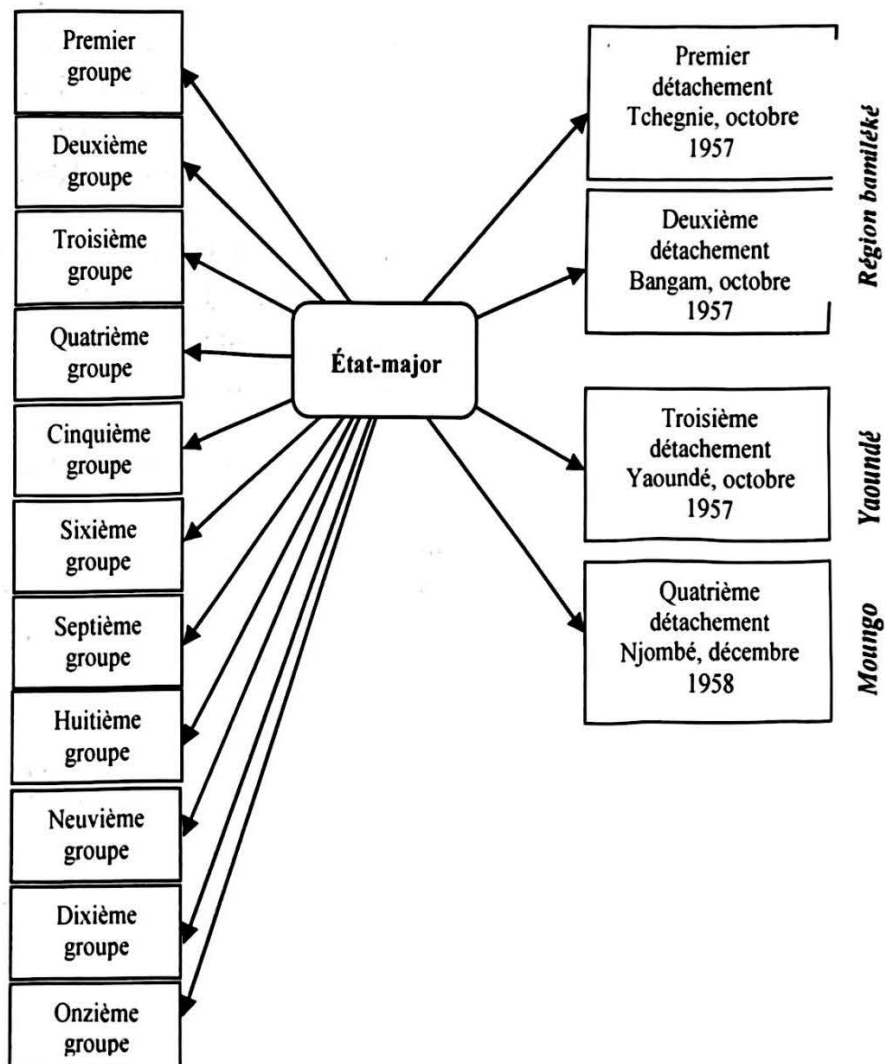 Premier
groupe
Deuxième
groupe
Troisième
groupe
Quatrième
groupe
Cinquième
groupe
Sixième
groupe
Septième
groupe
Huitième
groupe
Neuvième
groupe
Dixième
groupe
Onzième
groupe
État-major
Premier
détachement
Tchegnie, octobre
1957
Deuxième
détachement
Bangam, octobre
1957
Troisième
détachement
Yaoundé, octobre
1957
Quatrième
détachement
Njombé, décembre
1958
Région bamiléké
Yaoundé
Moungo